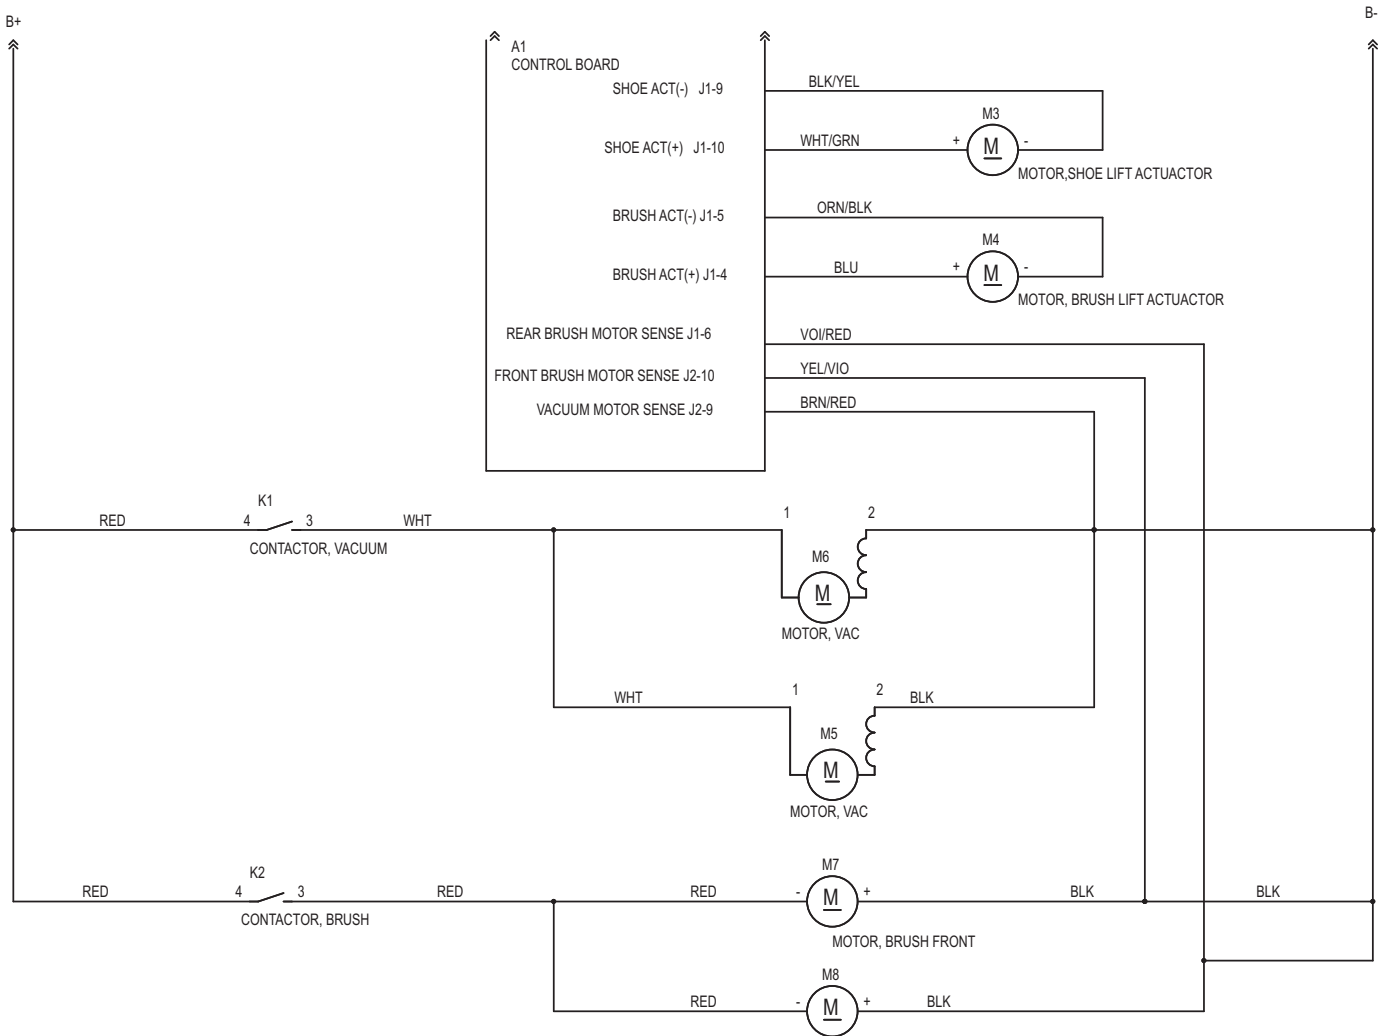 B+
B-
A1
CONTROL BOARD
SHOE ACT(-) J1-9
BLK/YEL
M3
SHOE ACT(+) J1-10
WHT/GRN
+
M
-
MOTOR,SHOE LIFT ACTUACTOR
BRUSH ACT(-) J1-5
ORN/BLK
M4
BRUSH ACT(+) J1-4
BLU
+
M
-
MOTOR, BRUSH LIFT ACTUACTOR
REAR BRUSH MOTOR SENSE J1-6
VOI/RED
FRONT BRUSH MOTOR SENSE J2-10
YEL/VIO
VACUUM MOTOR SENSE J2-9
BRN/RED
K1
RED
4
3
WHT
CONTACTOR, VACUUM
1
2
M6
M
MOTOR, VAC
WHT
1
2
BLK
M5
M
MOTOR, VAC
K2
RED
4
3
RED
CONTACTOR, BRUSH
RED
M7
-
M
+
BLK
BLK
MOTOR, BRUSH FRONT
M8
RED
-
M
+
BLK